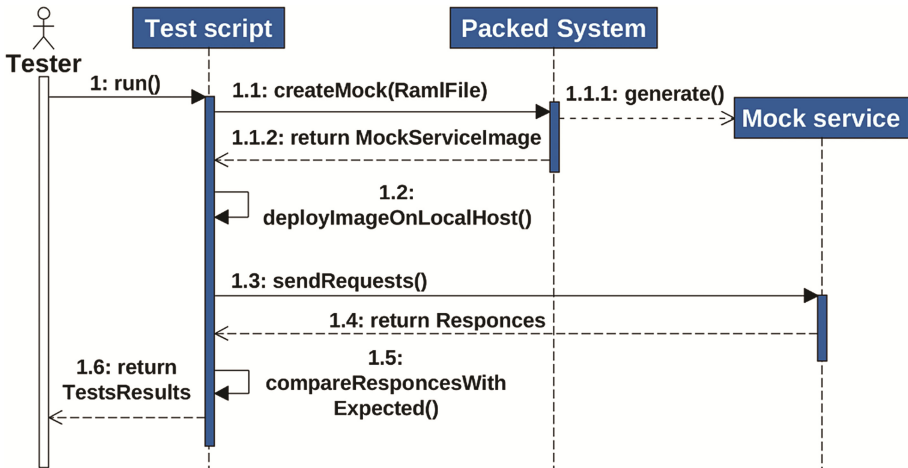 Test script
Packed System
Tester
1: run()
1.1: createMock(RamlFile)
1.1.1: generate()
Mock service
1.1.2: return MockServiceImage
1.2:
deployImageOnLocalHost()
1.3: sendRequests()
1.4: return Responces
1.5:
compareResponcesWith
Expected()
1.6: return
TestsResults